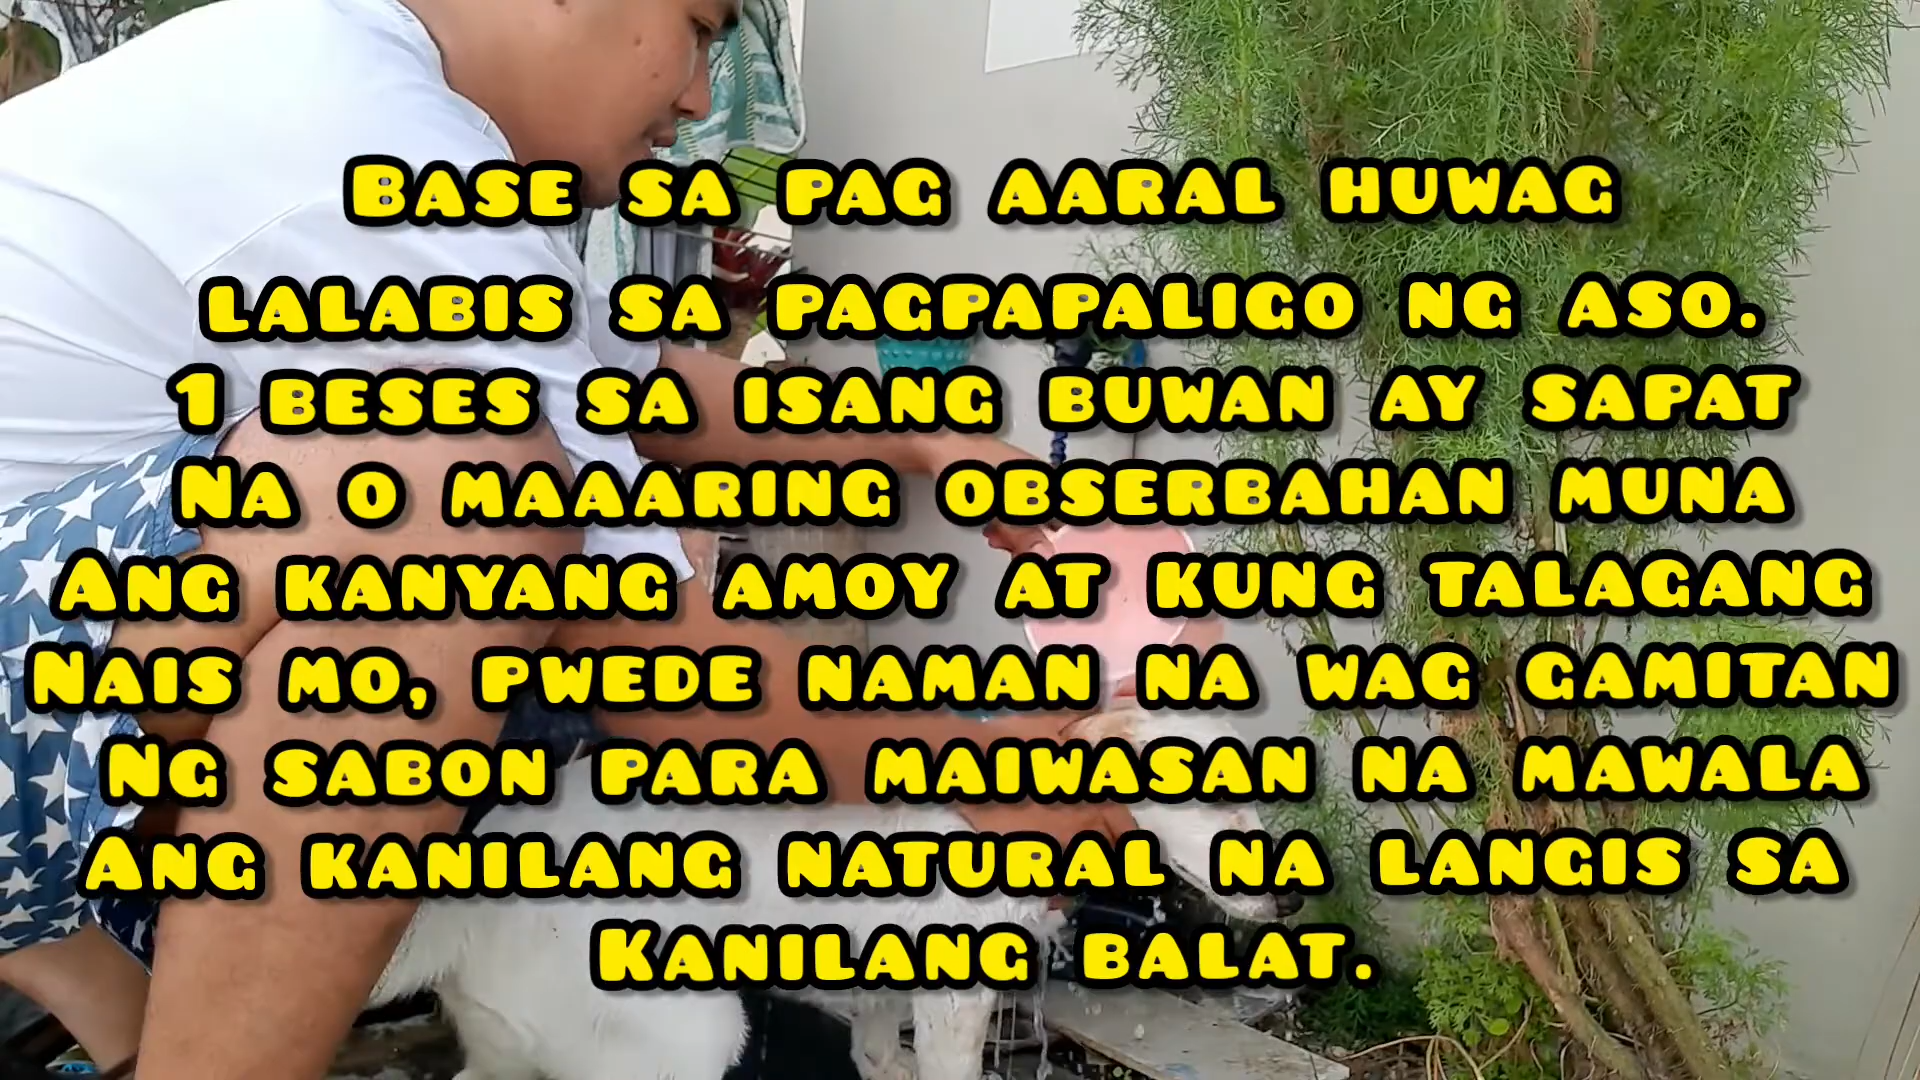 Base sa pag aaral huwag
lalabis sa pagpapaligo ng aso.
1 beses sa isang buwan ay sapat
Na o maaaring obserbahan muna
Ang kanyang amoy at kung talagang
Nais mo, pwede naman na wag gamitan
Ng sabon para maiwasan na mawala
Ang kanilang natural na langis sa
Kanilang balat.